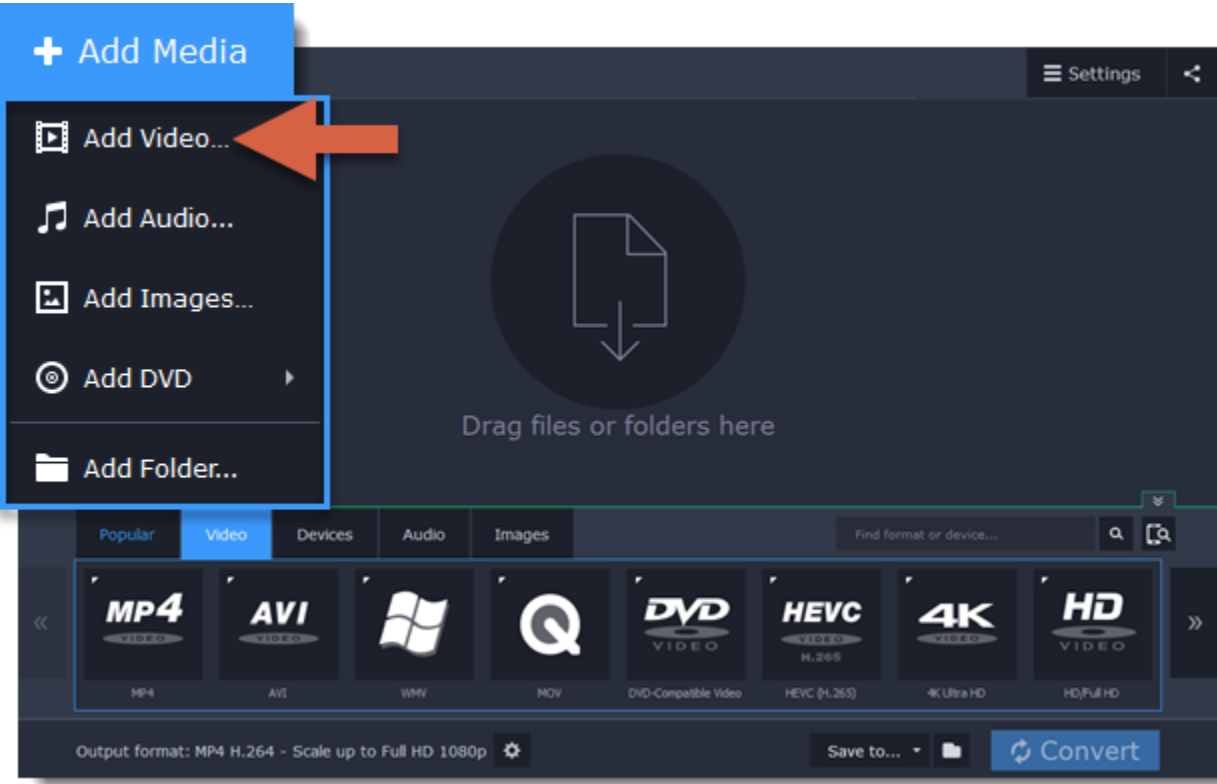 Add Media
Settings
Add Video...
Add Audio...
Add Images...
Add DVD
Add Folder...
Drag files or folders here
Popular Video Devices Audio Images Find format or device...
MP4 VIDEO
AVI VIDEO
DVD VIDEO
HEVC VIDEO H.265
4K VIDEO
HD VIDEO
MP4 AVI WMV MOV DVD-Compatible Video HEVC (H.265) 4K Ultra HD HD/Full HD
Output format: MP4 H.264 - Scale up to Full HD 1080p Save to... Convert